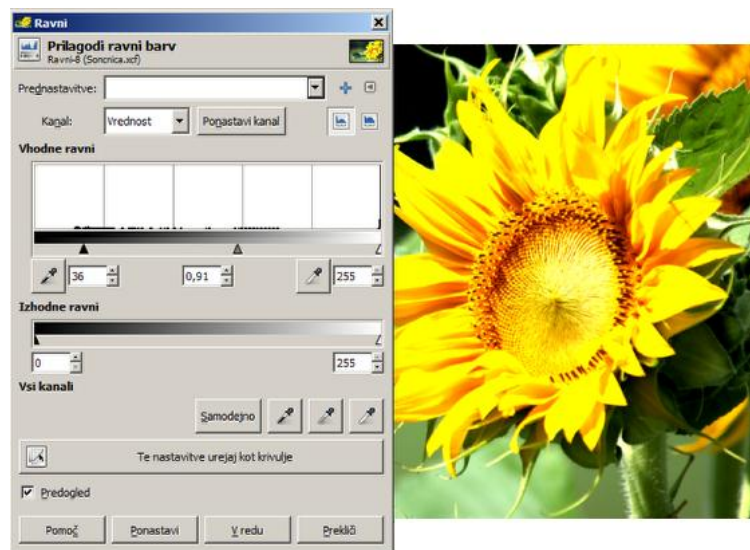 Ravni
Prilagodi ravni barv
Ravni-8 (Soncnica.xcf)
Prednastavitve:
Kanal: Vrednost Ponastavi kanal
Vhodne ravni
36 0,91 255
Izhodne ravni
0 255
Vsi kanali
Samodejno
Te nastavitve urejaj kot krivulje
Predogled
Pomoč Ponastavi V redu Prekliči